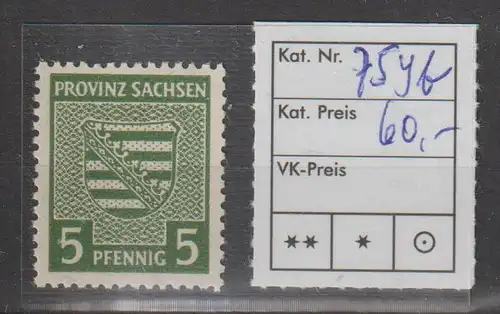 PROVINZ SACHSEN
5 5
PFENNIG
Kat. Nr. 75yb
Kat. Preis 60,-
VK-Preis
** * ⊙